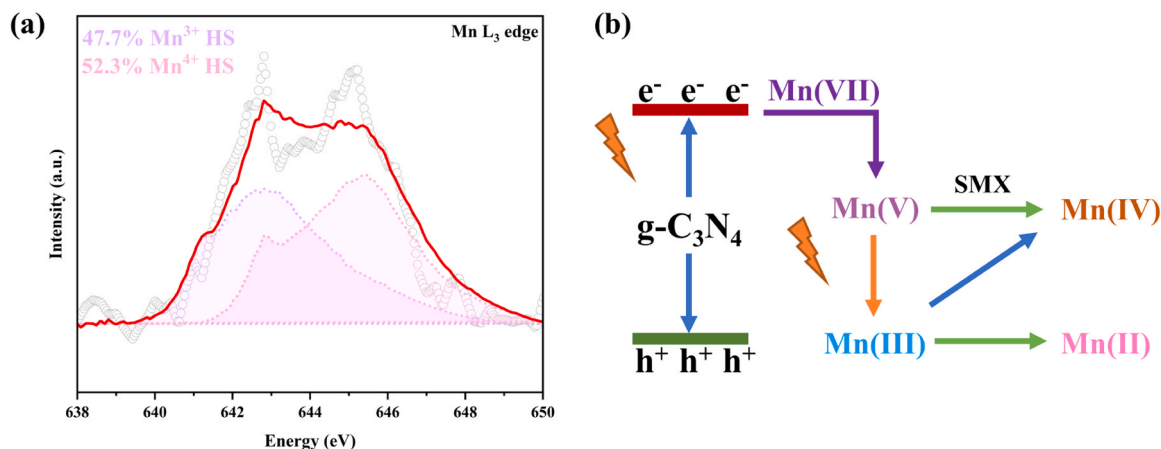 (a)
47.7% Mn³⁺ HS
52.3% Mn⁴⁺ HS
Mn L₃ edge
Intensity (a.u.)
638 640 642 644 646 648 650
Energy (eV)
(b)
e⁻ e⁻ e⁻
Mn(VII)
SMX
Mn(V)
Mn(IV)
g-C₃N₄
Mn(III)
Mn(II)
h⁺ h⁺ h⁺